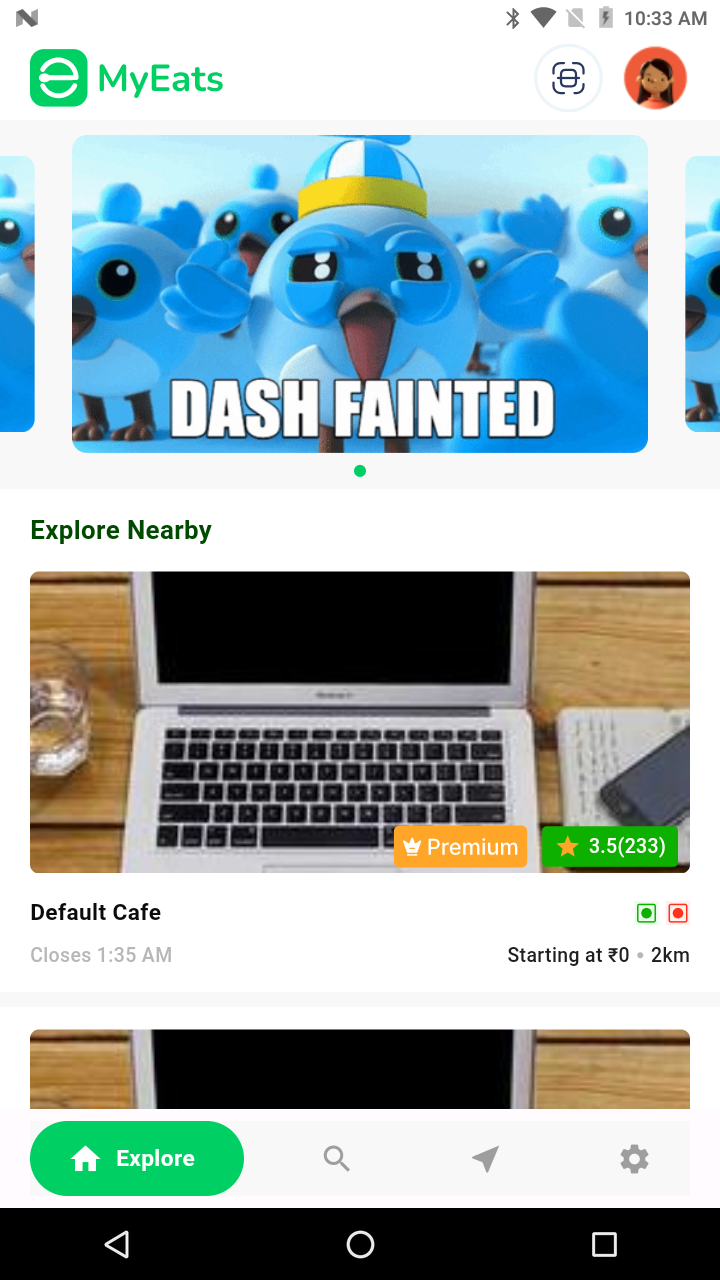 10:33 AM
MyEats
DASH FAINTED
Explore Nearby
Premium
3.5(233)
Default Cafe
Closes 1:35 AM
Starting at ₹0 • 2km
Explore